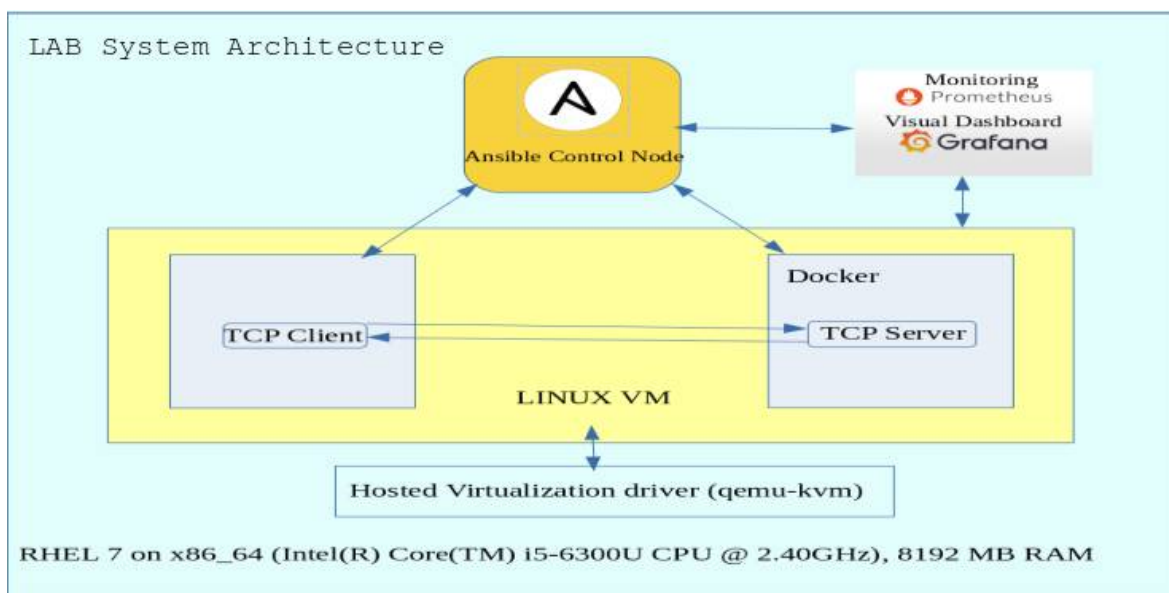 LAB System Architecture
A
Ansible Control Node
Monitoring
Prometheus
Visual Dashboard
Grafana
Docker
TCP Client
TCP Server
LINUX VM
Hosted Virtualization driver (qemu-kvm)
RHEL 7 on x86_64 (Intel(R) Core(TM) i5-6300U CPU @ 2.40GHz), 8192 MB RAM